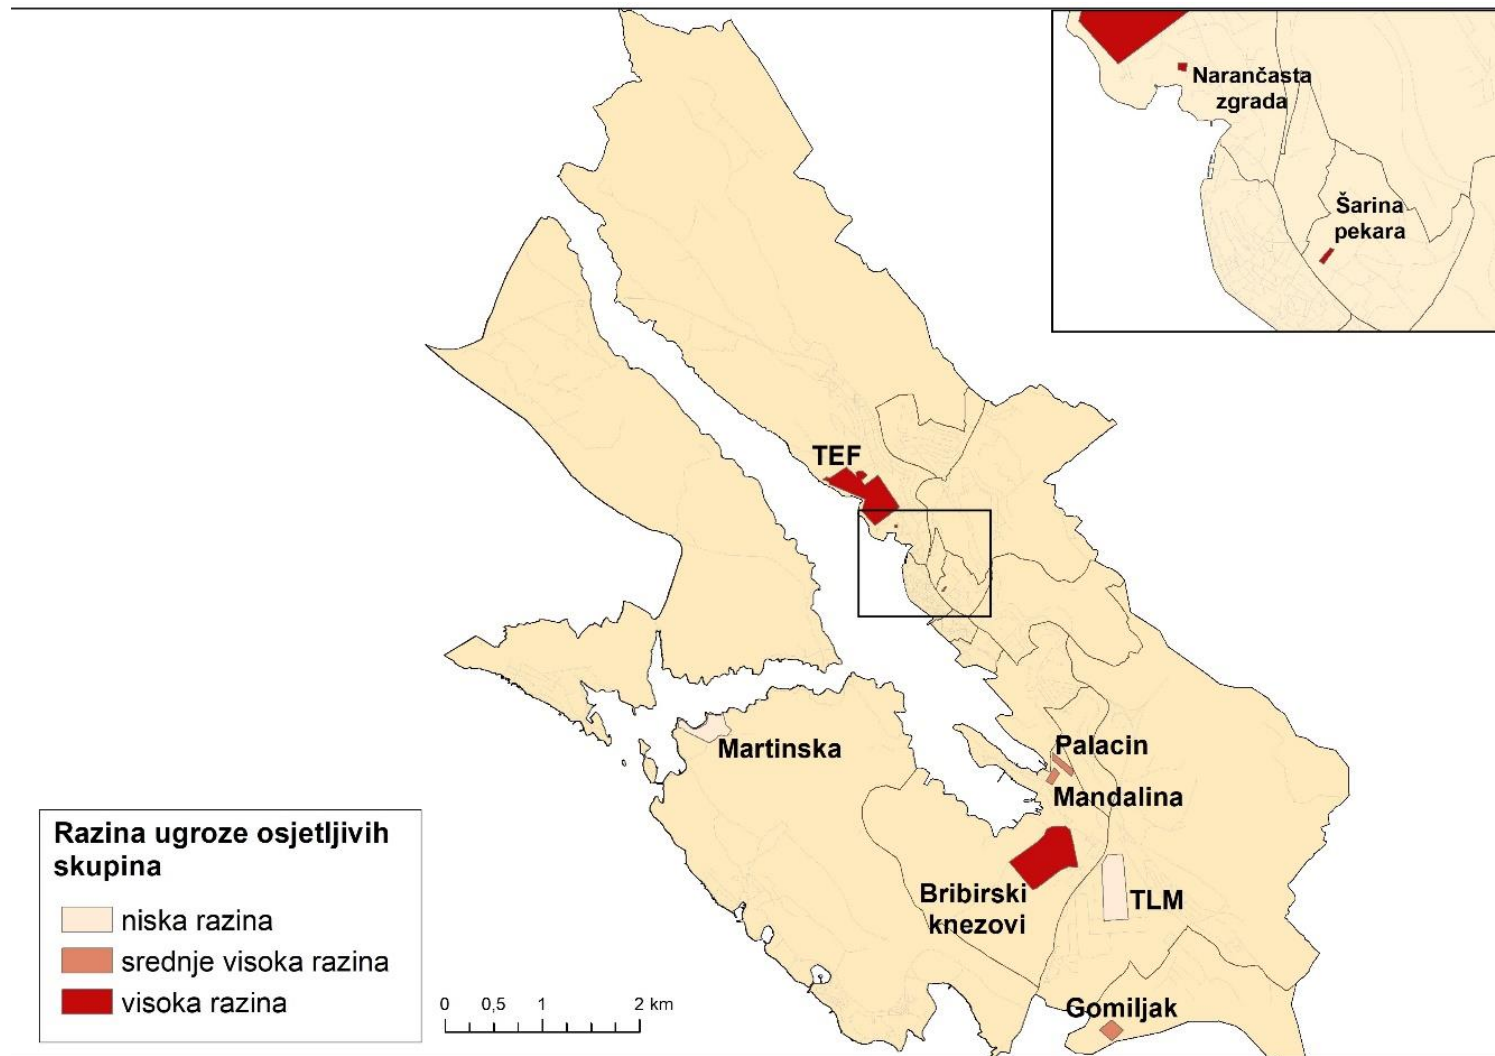 Narančasta
zgrada
Šarina
pekara
TEF
Martinska
Palacin
Mandalina
Bribirski
knezovi
TLM
Gomiljak
Razina ugroze osjetljivih
skupina
niska razina
srednje visoka razina
visoka razina
0 0,5 1 2 km